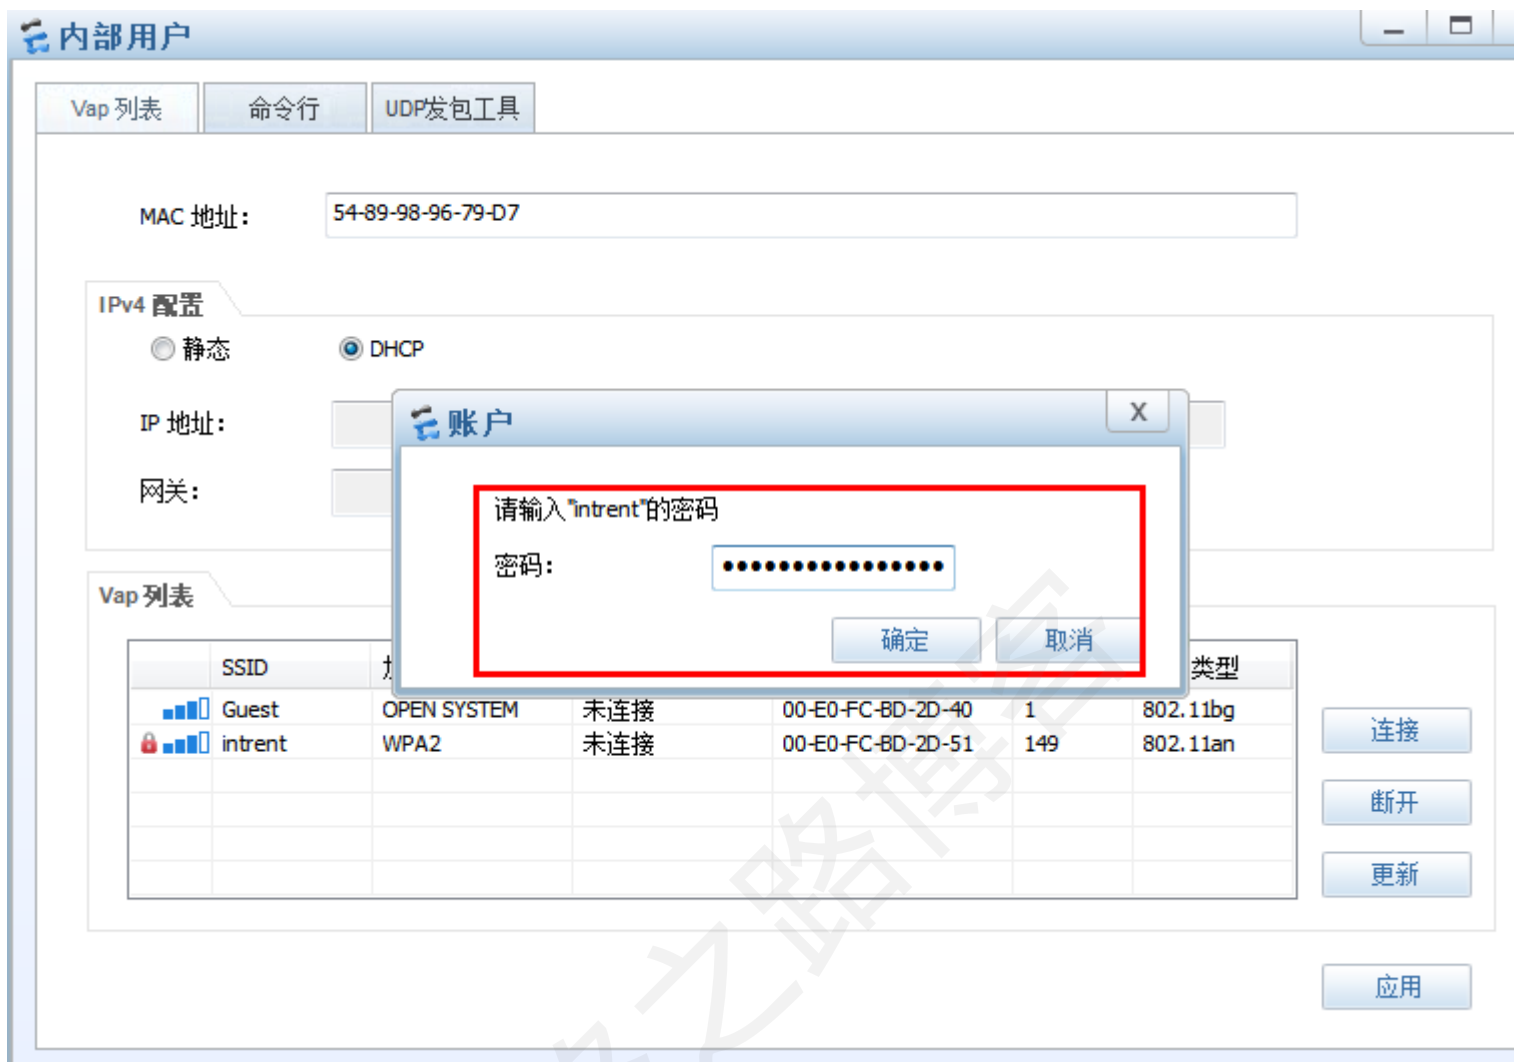 内部用户
Vap 列表 命令行 UDP发包工具
MAC 地址: 54-89-98-96-79-D7
IPv4 配置
静态 DHCP
IP 地址:
网关:
账户 X
请输入"intrent"的密码
密码: ●●●●●●●●●●●●●●●●
确定 取消
Vap 列表
SSID 类型
Guest OPEN SYSTEM 未连接 00-E0-FC-BD-2D-40 1 802.11bg
intrent WPA2 未连接 00-E0-FC-BD-2D-51 149 802.11an
连接
断开
更新
应用
之路博客